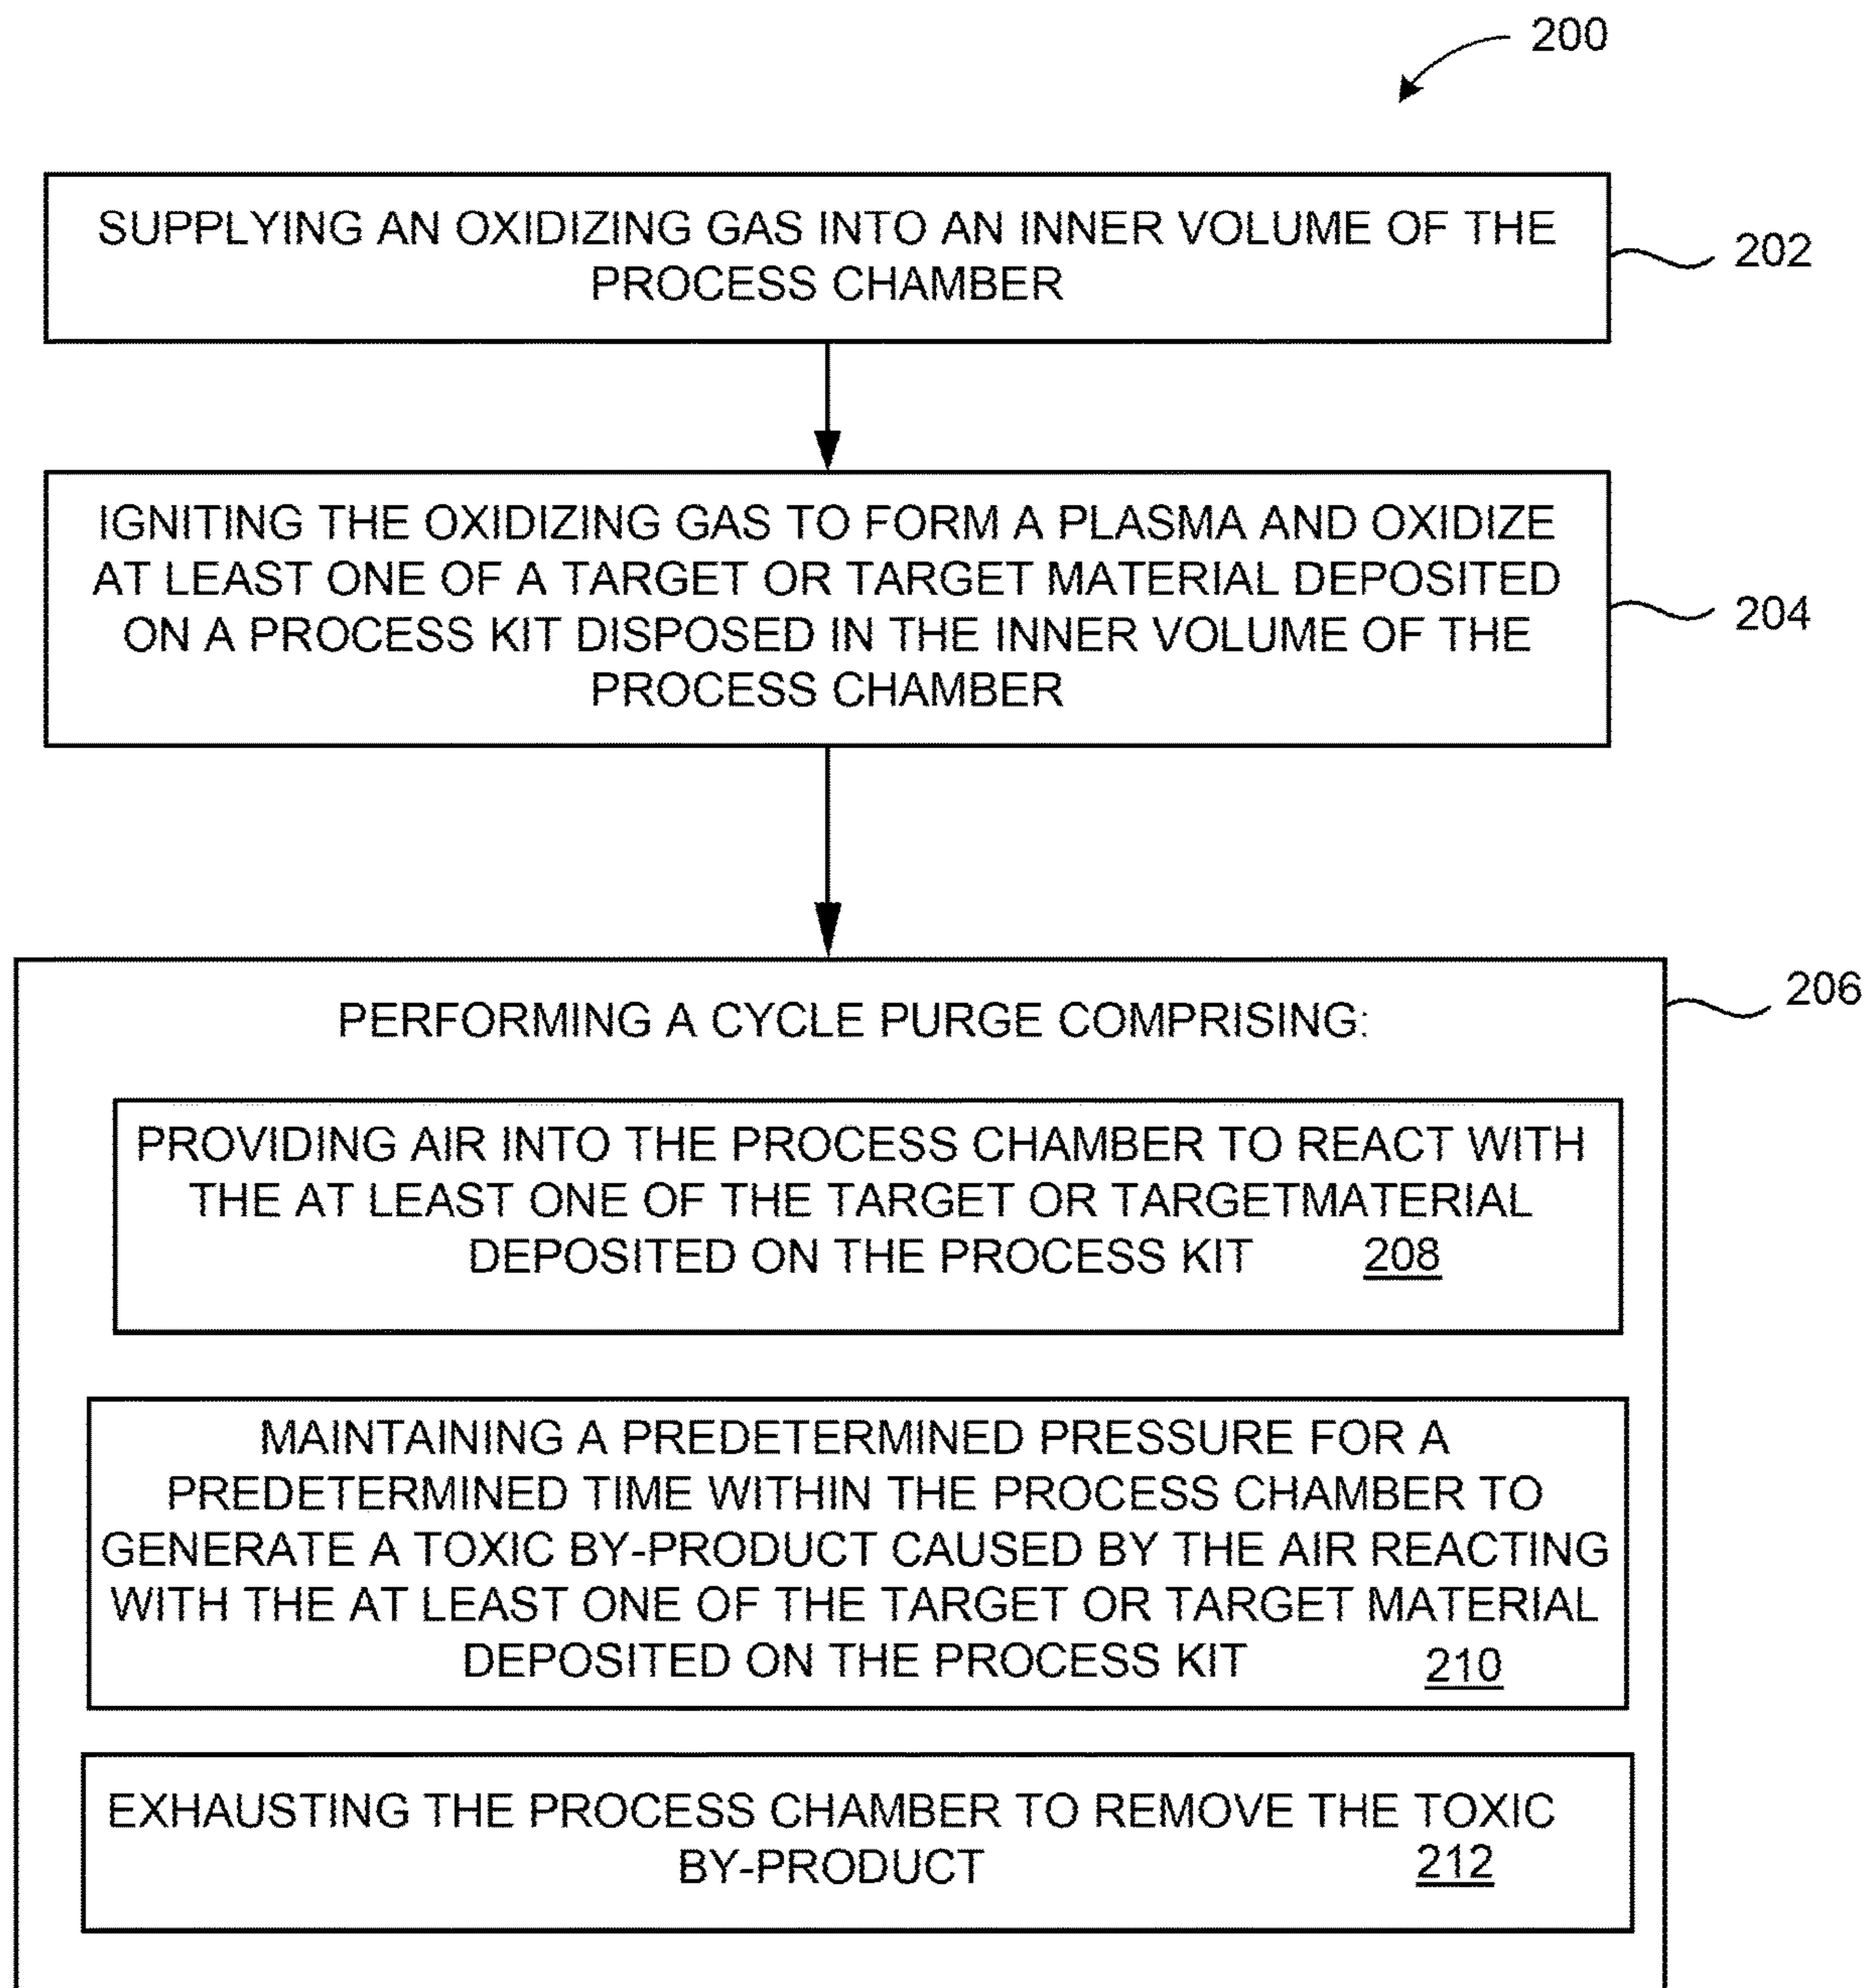 200
SUPPLYING AN OXIDIZING GAS INTO AN INNER VOLUME OF THE
PROCESS CHAMBER
202
IGNITING THE OXIDIZING GAS TO FORM A PLASMA AND OXIDIZE
AT LEAST ONE OF A TARGET OR TARGET MATERIAL DEPOSITED
ON A PROCESS KIT DISPOSED IN THE INNER VOLUME OF THE
PROCESS CHAMBER
204
206
PERFORMING A CYCLE PURGE COMPRISING:
PROVIDING AIR INTO THE PROCESS CHAMBER TO REACT WITH
THE AT LEAST ONE OF THE TARGET OR TARGETMATERIAL
DEPOSITED ON THE PROCESS KIT 208
MAINTAINING A PREDETERMINED PRESSURE FOR A
PREDETERMINED TIME WITHIN THE PROCESS CHAMBER TO
GENERATE A TOXIC BY-PRODUCT CAUSED BY THE AIR REACTING
WITH THE AT LEAST ONE OF THE TARGET OR TARGET MATERIAL
DEPOSITED ON THE PROCESS KIT 210
EXHAUSTING THE PROCESS CHAMBER TO REMOVE THE TOXIC
BY-PRODUCT 212